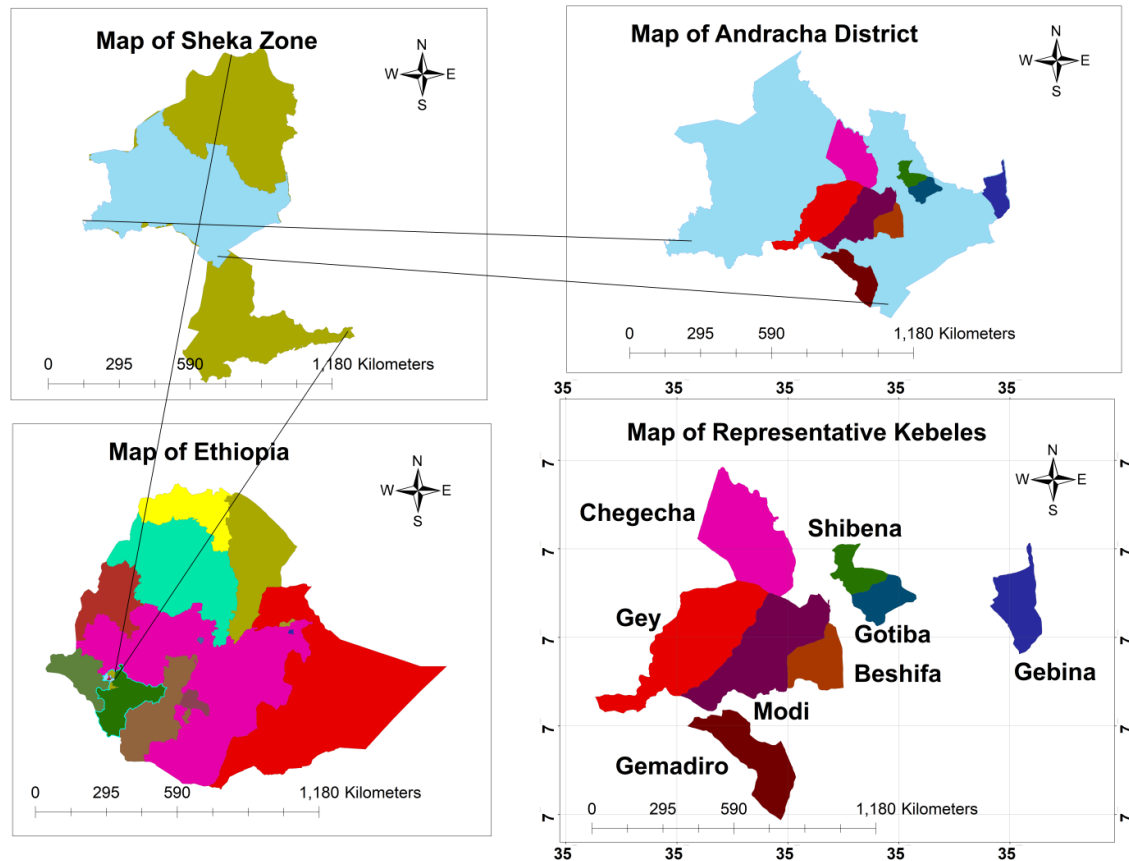 Map of Sheka Zone
N
W E
S
0 295 590 1,180 Kilometers
Map of Andracha District
N
W E
S
0 295 590 1,180 Kilometers
Map of Ethiopia
N
W E
S
0 295 590 1,180 Kilometers
35 35 35 35 35
Map of Representative Kebeles
N
W E
S
7 7
Chegecha
Shibena
7 7
Gey
Gotiba
7 7
Beshifa
Gebina
Modi
7 7
Gemadiro
0 295 590 1,180 Kilometers
7 7
35 35 35 35 35